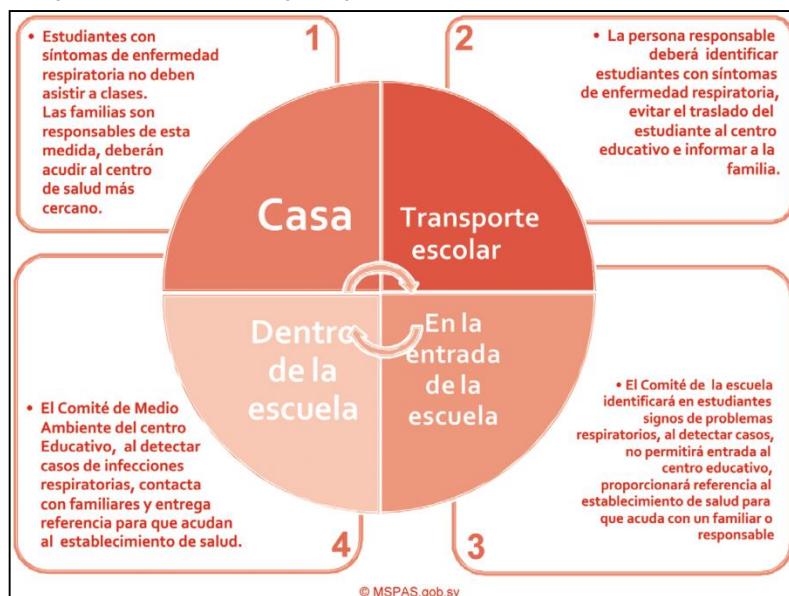 1
• Estudiantes con
síntomas de enfermedad
respiratoria no deben
asistir a clases.
Las familias son
responsables de esta
medida, deberán
acudir al centro
de salud más
cercano.
2
• La persona responsable
deberá identificar
estudiantes con síntomas
de enfermedad respiratoria,
evitar el traslado del
estudiante al centro
educativo e informar a la
familia.
Casa
Transporte
escolar
Dentro
de la
escuela
En la
entrada
de la
escuela
• El Comité de Medio
Ambiente del centro
Educativo, al detectar
casos de infecciones
respiratorias, contacta
con familiares y entrega
referencia para que acudan
al establecimiento de salud.
4
• El Comité de la escuela
identificará en estudiantes
signos de problemas
respiratorios, al detectar casos,
no permitirá entrada al
centro educativo,
proporcionará referencia al
establecimiento de salud para
que acuda con un familiar o
responsable
3
© MSPAS.gob.sv